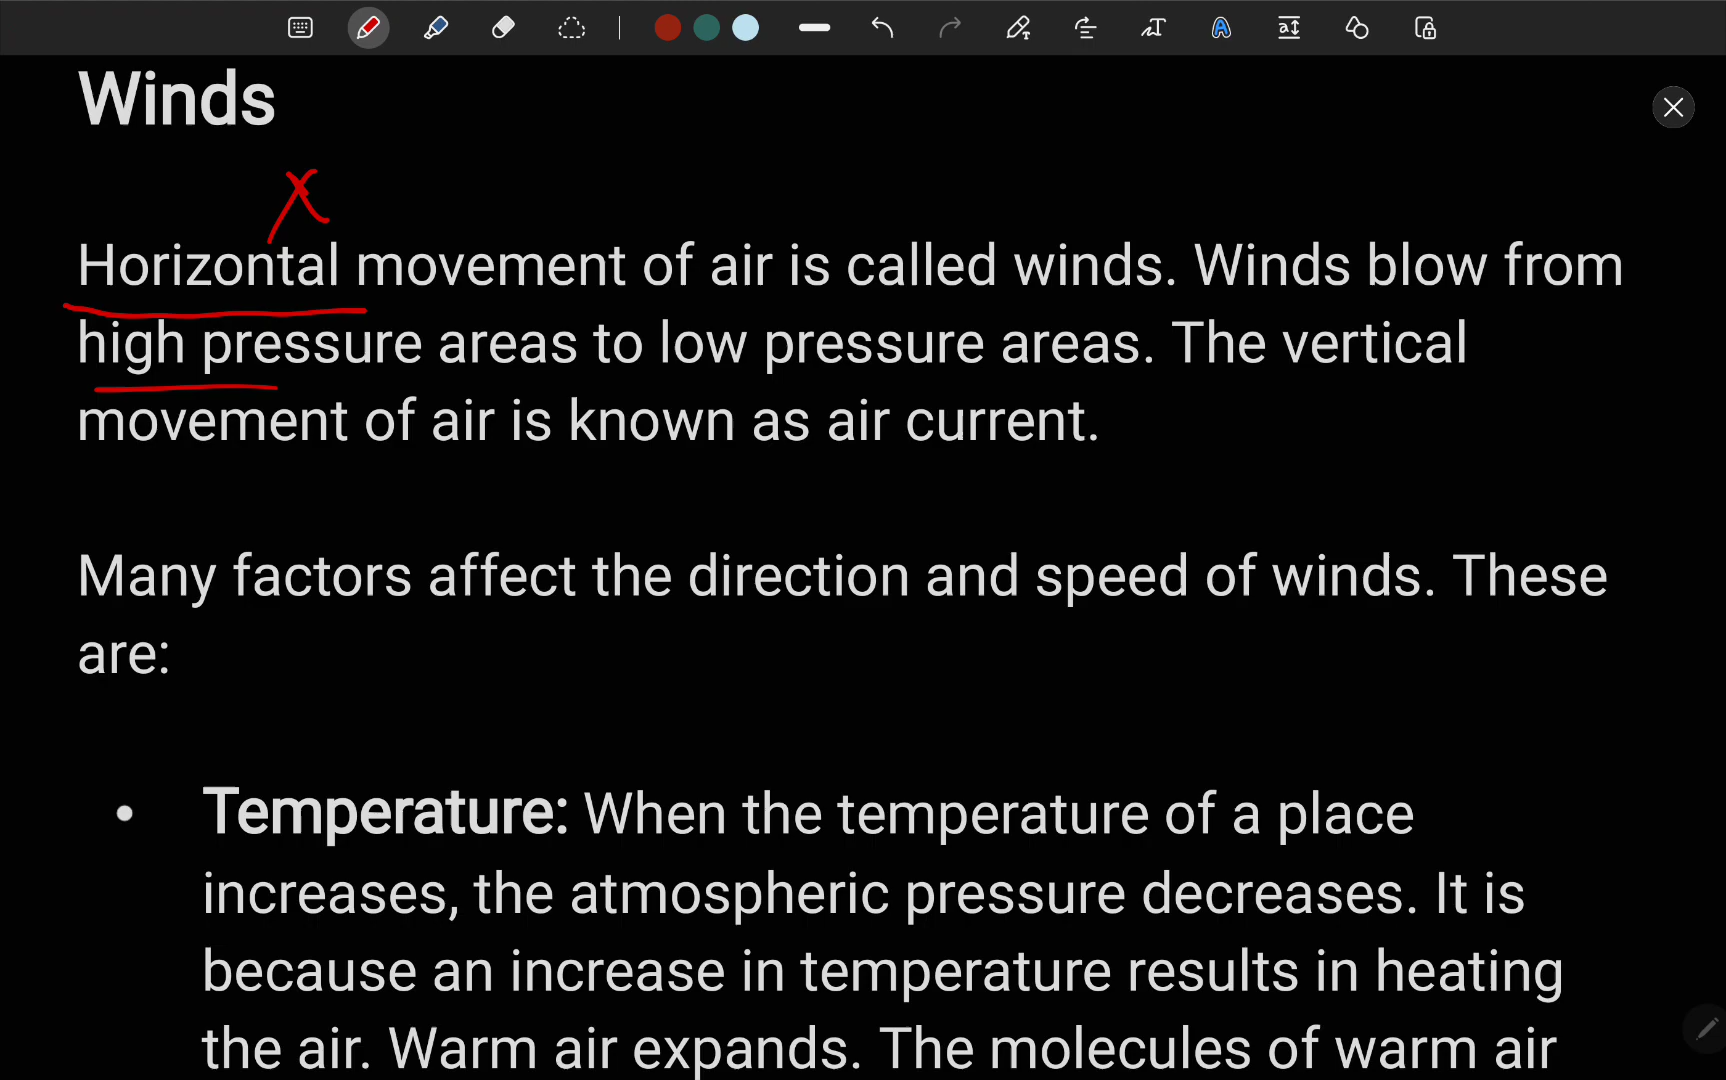 Winds
Horizontal movement of air is called winds. Winds blow from
high pressure areas to low pressure areas. The vertical
movement of air is known as air current.
Many factors affect the direction and speed of winds. These
are:
• Temperature: When the temperature of a place
increases, the atmospheric pressure decreases. It is
because an increase in temperature results in heating
the air. Warm air expands. The molecules of warm air